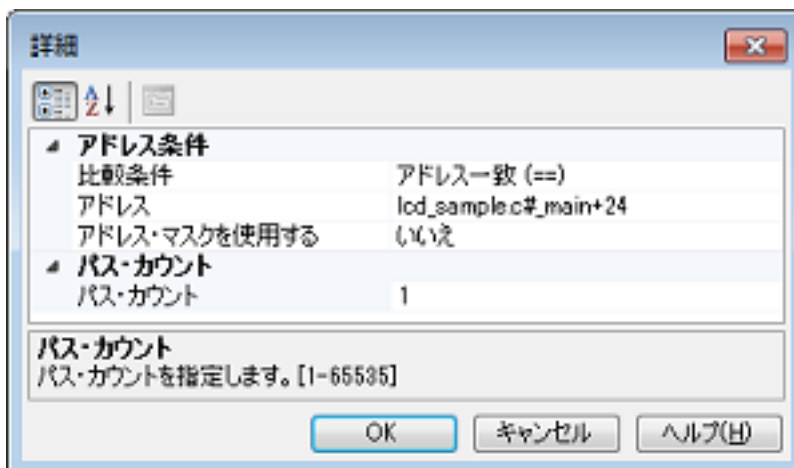 詳細
アドレス条件
比較条件 アドレス一致 (==)
アドレス lcd_sample.c#_main+24
アドレス・マスクを使用する いいえ
パス・カウント
パス・カウント 1
パス・カウント
パス・カウントを指定します。[1-65535]
OK キャンセル ヘルプ(H)